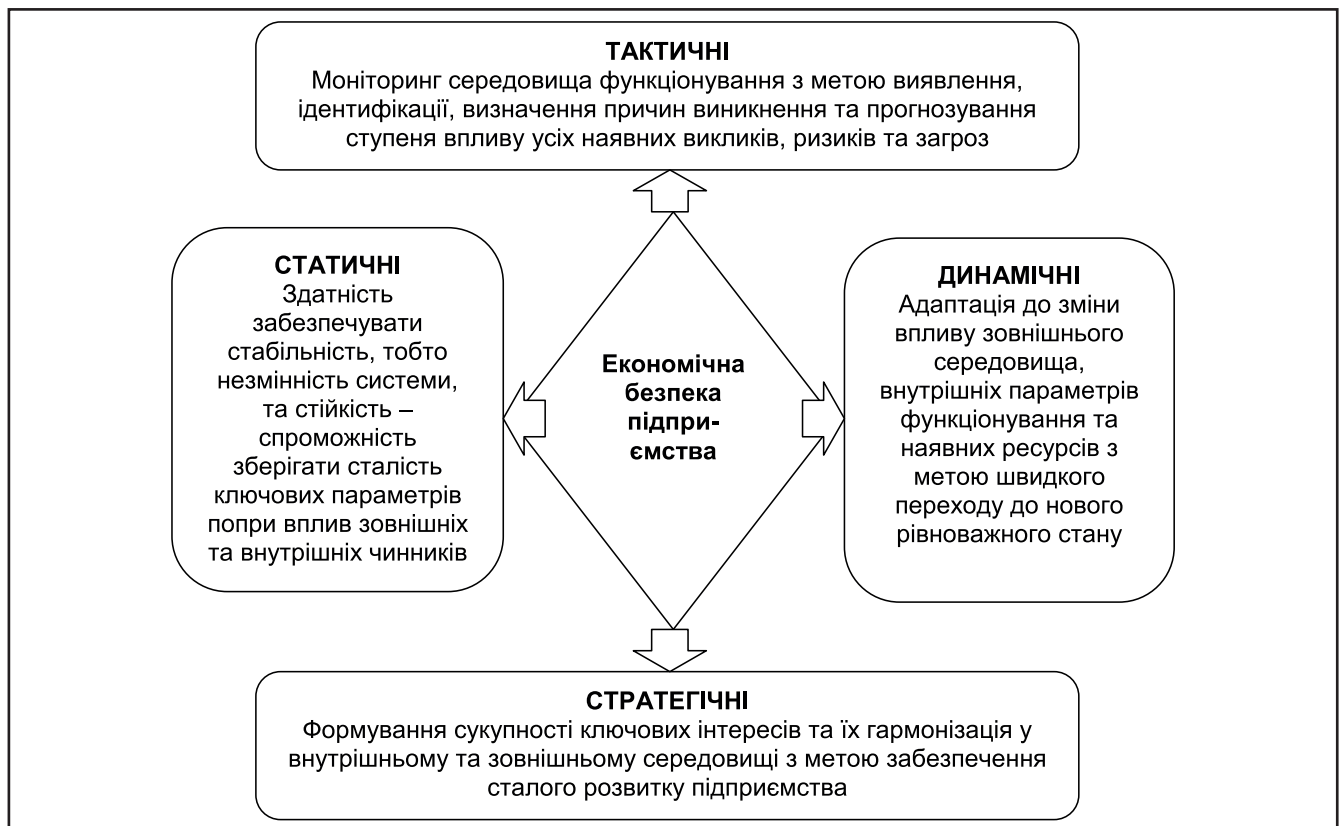 ТАКТИЧНІ
Моніторинг середовища функціонування з метою виявлення,
ідентифікації, визначення причин виникнення та прогнозування
ступеня впливу усіх наявних викликів, ризиків та загроз
СТАТИЧНІ
Здатність
забезпечувати
стабільність, тобто
незмінність системи,
та стійкість –
спроможність
зберігати сталість
ключових параметрів
попри вплив зовнішніх
та внутрішніх чинників
Економічна
безпека
підпри-
ємства
ДИНАМІЧНІ
Адаптація до зміни
впливу зовнішнього
середовища,
внутрішніх параметрів
функціонування та
наявних ресурсів з
метою швидкого
переходу до нового
рівноважного стану
СТРАТЕГІЧНІ
Формування сукупності ключових інтересів та їх гармонізація у
внутрішньому та зовнішньому середовищі з метою забезпечення
сталого розвитку підприємства